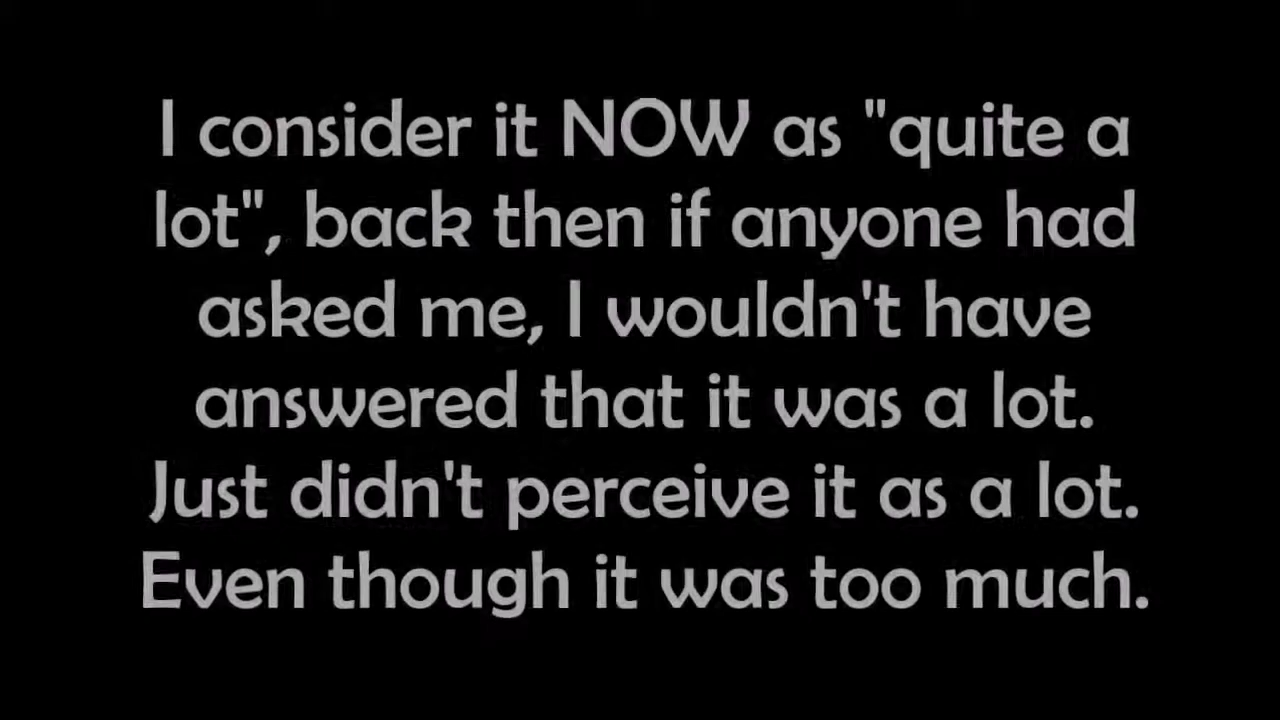 I consider it NOW as "quite a
lot", back then if anyone had
asked me, I wouldn't have
answered that it was a lot.
Just didn't perceive it as a lot.
Even though it was too much.